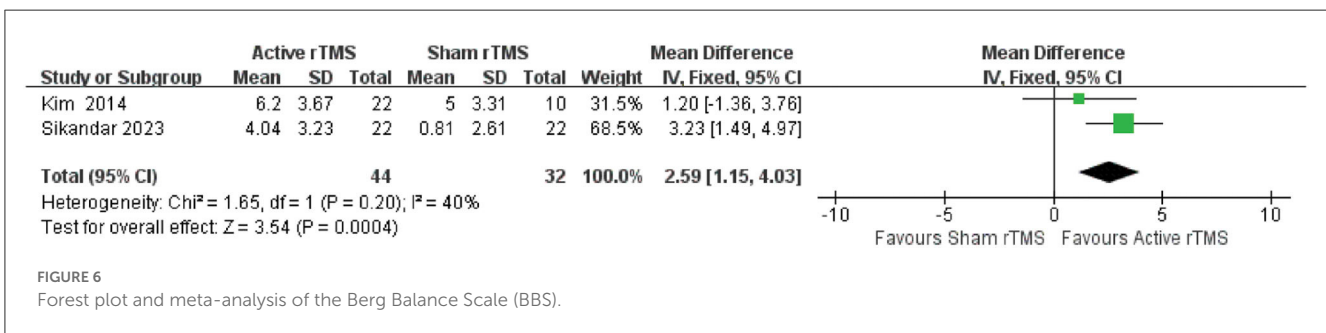 Active rTMS Sham rTMS Mean Difference Mean Difference
Study or Subgroup Mean SD Total Mean SD Total Weight IV, Fixed, 95% CI IV, Fixed, 95% CI
Kim 2014 6.2 3.67 22 5 3.31 10 31.5% 1.20 [-1.36, 3.76]
Sikandar 2023 4.04 3.23 22 0.81 2.61 22 68.5% 3.23 [1.49, 4.97]
Total (95% CI) 44 32 100.0% 2.59 [1.15, 4.03]
Heterogeneity: Chi² = 1.65, df = 1 (P = 0.20); I² = 40%
Test for overall effect: Z = 3.54 (P = 0.0004)
-10 -5 0 5 10
Favours Sham rTMS Favours Active rTMS
FIGURE 6
Forest plot and meta-analysis of the Berg Balance Scale (BBS).